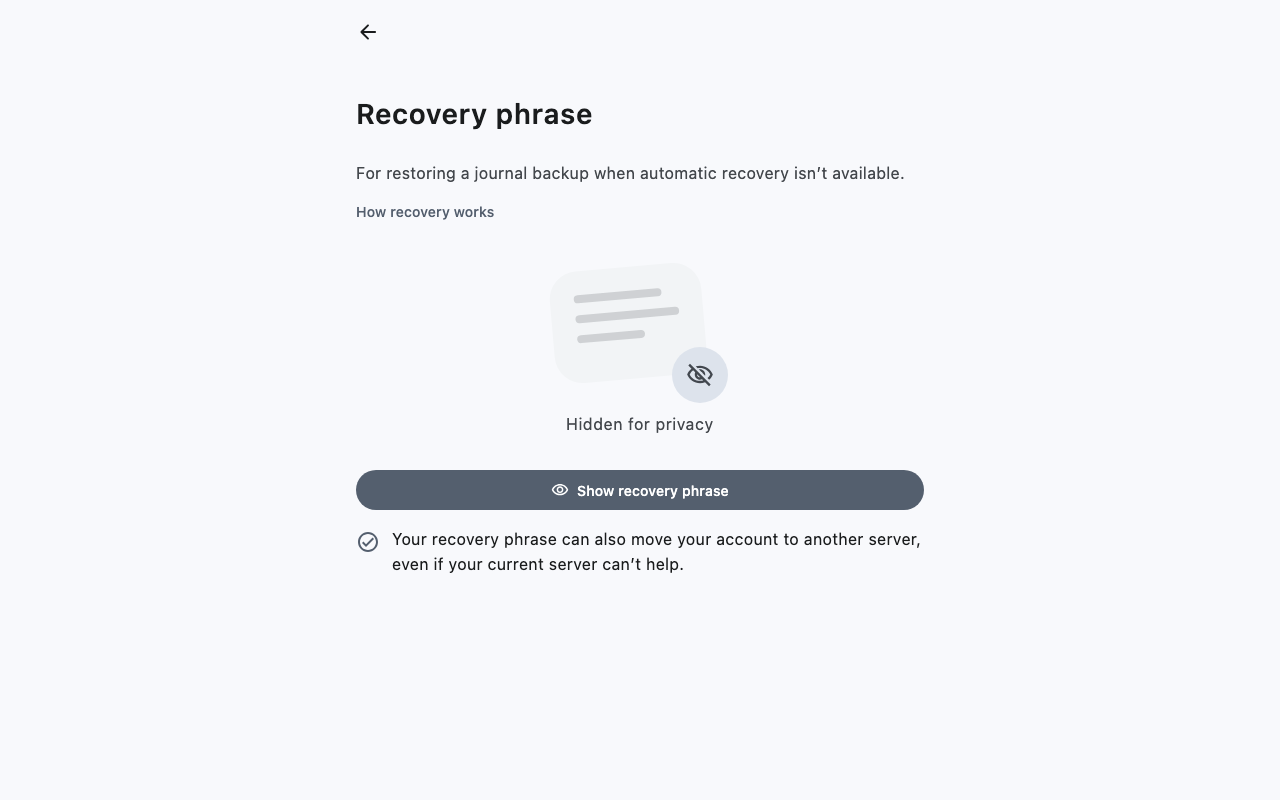 Recovery phrase
For restoring a journal backup when automatic recovery isn’t available.
How recovery works
Hidden for privacy
Show recovery phrase
Your recovery phrase can also move your account to another server,
even if your current server can’t help.